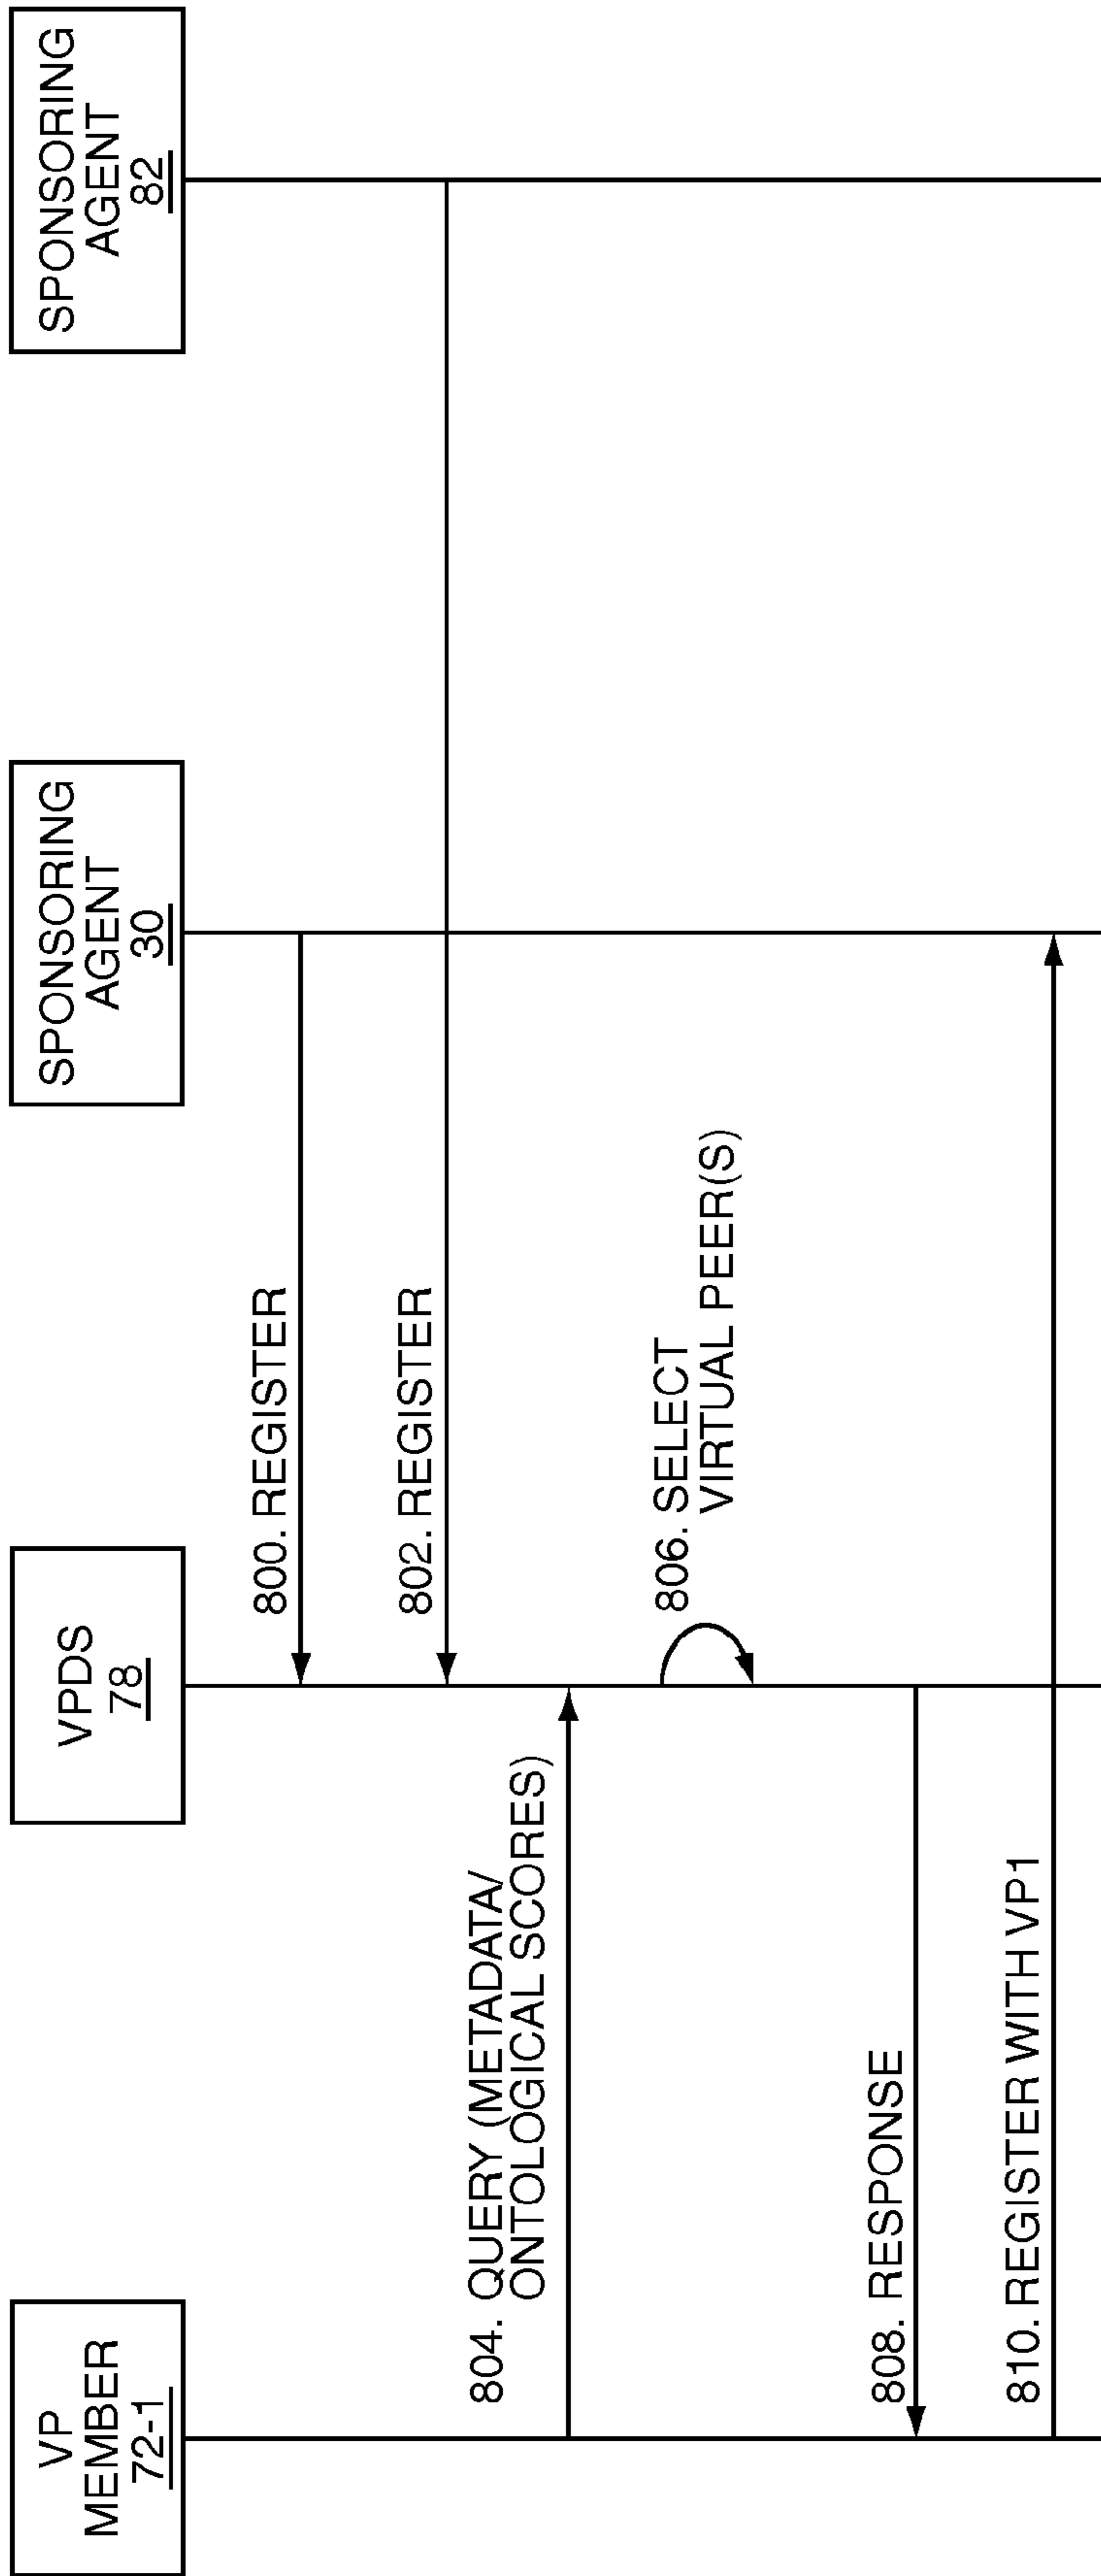 VP
MEMBER
72-1
VPDS
78
SPONSORING
AGENT
30
SPONSORING
AGENT
82
800. REGISTER
802. REGISTER
804. QUERY (METADATA/
ONTOLOGICAL SCORES)
806. SELECT
VIRTUAL PEER(S)
808. RESPONSE
810. REGISTER WITH VP1